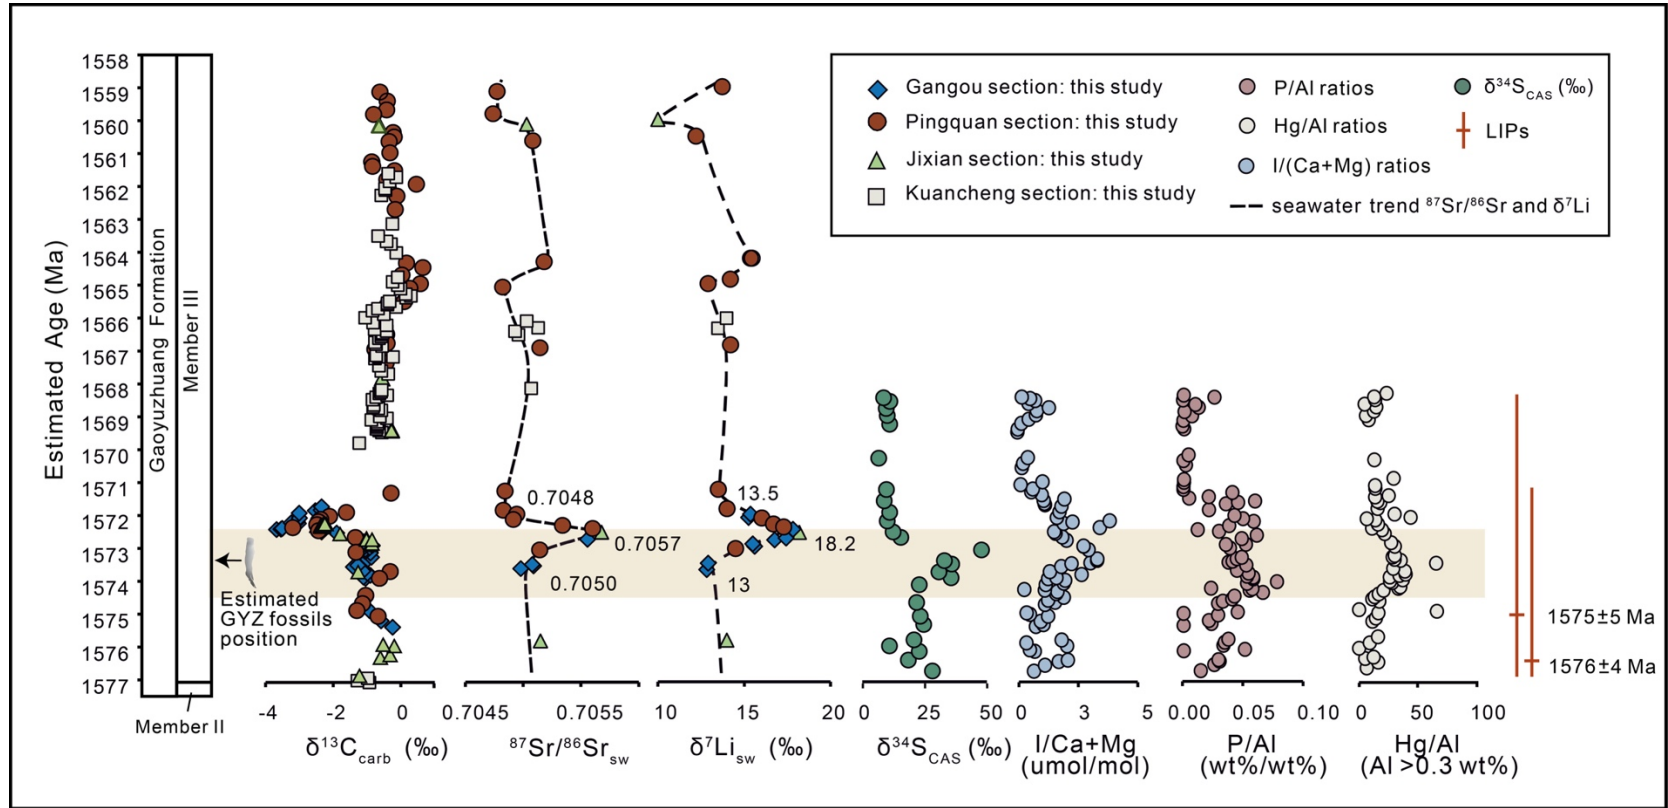 Estimated Age (Ma)
1558
1559
1560
1561
1562
1563
1564
1565
1566
1567
1568
1569
1570
1571
1572
1573
1574
1575
1576
1577
Gaoyuzhuang Formation
Member III
Member II
Estimated
GYZ fossils
position
Gangou section: this study
Pingquan section: this study
Jixian section: this study
Kuancheng section: this study
P/Al ratios
Hg/Al ratios
I/(Ca+Mg) ratios
seawater trend ⁸⁷Sr/⁸⁶Sr and δ⁷Li
δ³⁴S_CAS (‰)
LIPs
0.7048
0.7057
0.7050
13.5
18.2
13
1575±5 Ma
1576±4 Ma
-4 -2 0
δ¹³C_carb (‰)
0.7045 0.7055
⁸⁷Sr/⁸⁶Sr_sw
10 15 20
δ⁷Li_sw (‰)
0 25 50
δ³⁴S_CAS (‰)
0 3 5
I/Ca+Mg
(umol/mol)
0.00 0.05 0.10
P/Al
(wt%/wt%)
0 50 100
Hg/Al
(Al >0.3 wt%)